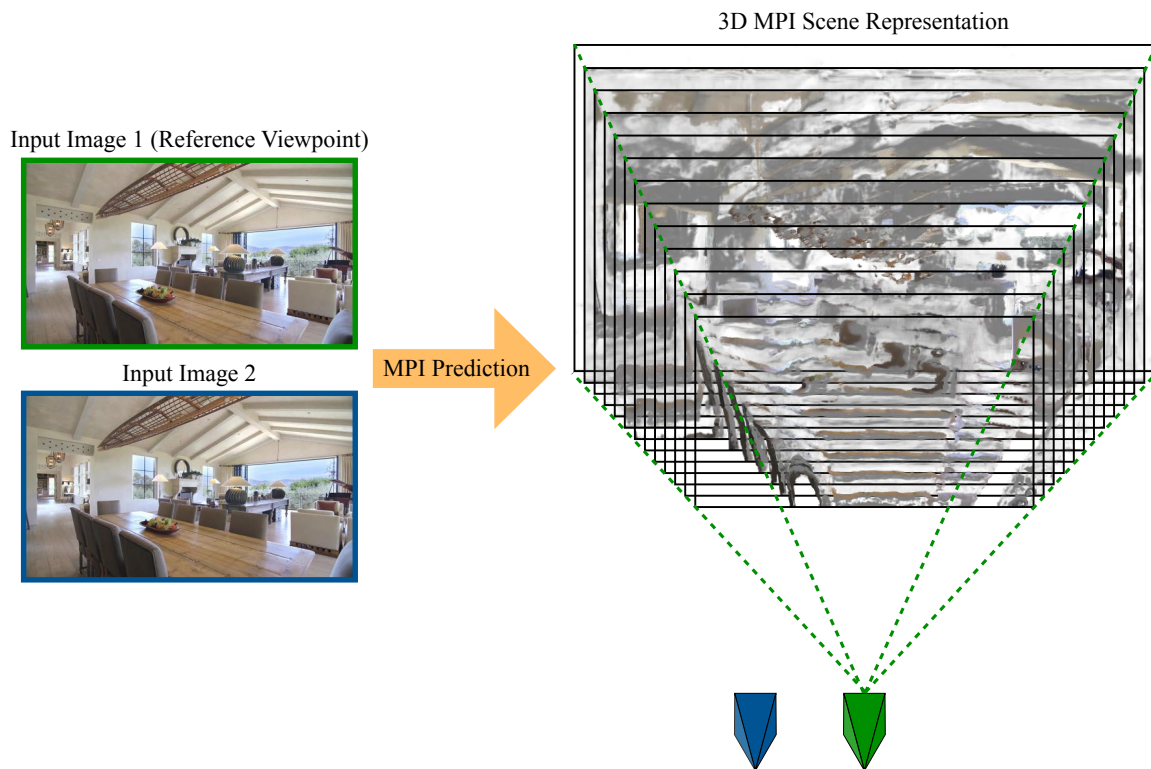 3D MPI Scene Representation
Input Image 1 (Reference Viewpoint)
MPI Prediction
Input Image 2